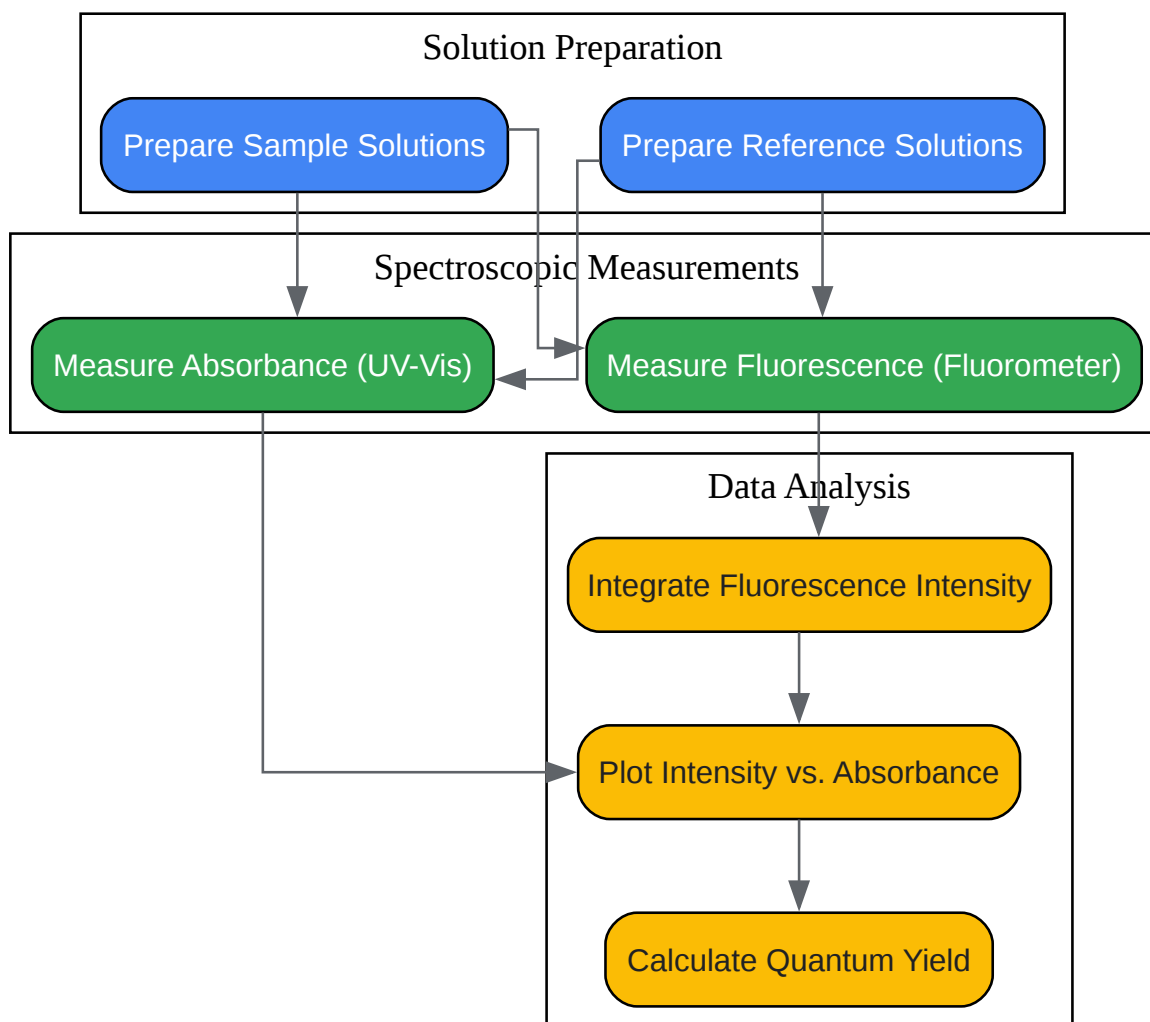 Solution Preparation
Prepare Sample Solutions
Prepare Reference Solutions
Spectroscopic Measurements
Measure Absorbance (UV-Vis)
Measure Fluorescence (Fluorometer)
Data Analysis
Integrate Fluorescence Intensity
Plot Intensity vs. Absorbance
Calculate Quantum Yield